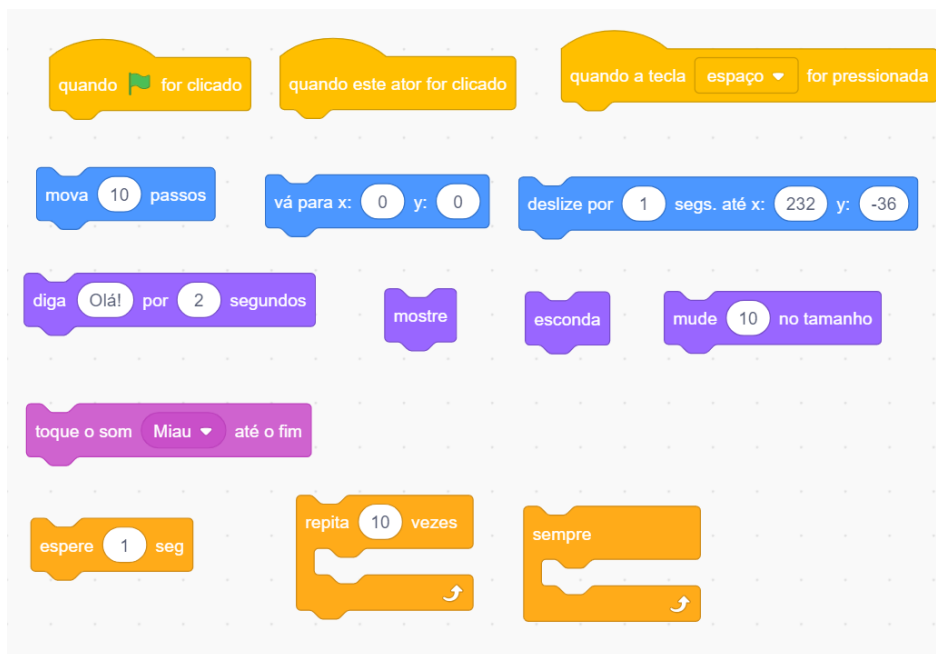 quando for clicado
quando este ator for clicado
quando a tecla espaço for pressionada
mova 10 passos
vá para x: 0 y: 0
deslize por 1 segs. até x: 232 y: -36
diga Olá! por 2 segundos
mostre
esconda
mude 10 no tamanho
toque o som Miau até o fim
espere 1 seg
repita 10 vezes
sempre